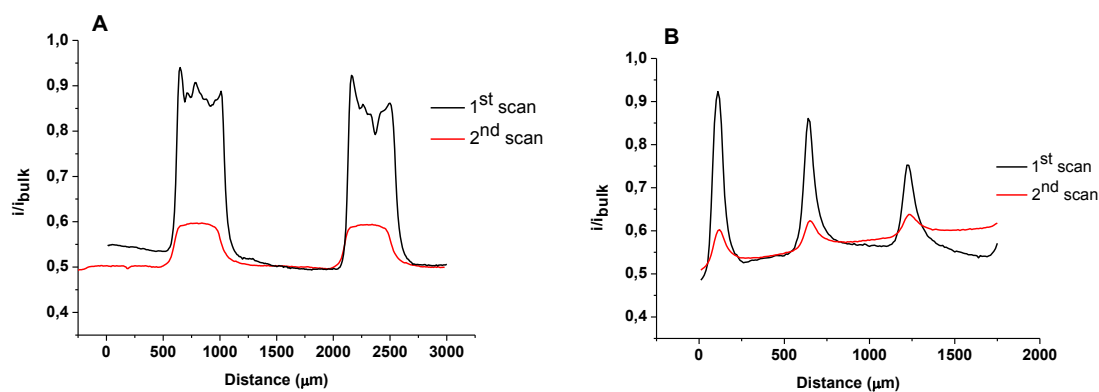 A
1,0
0,9
0,8
0,7
0,6
0,5
0,4
i/i_bulk
0 500 1000 1500 2000 2500 3000
Distance (µm)
1st scan
2nd scan
B
1,0
0,9
0,8
0,7
0,6
0,5
0,4
i/i_bulk
0 500 1000 1500 2000
Distance (µm)
1st scan
2nd scan